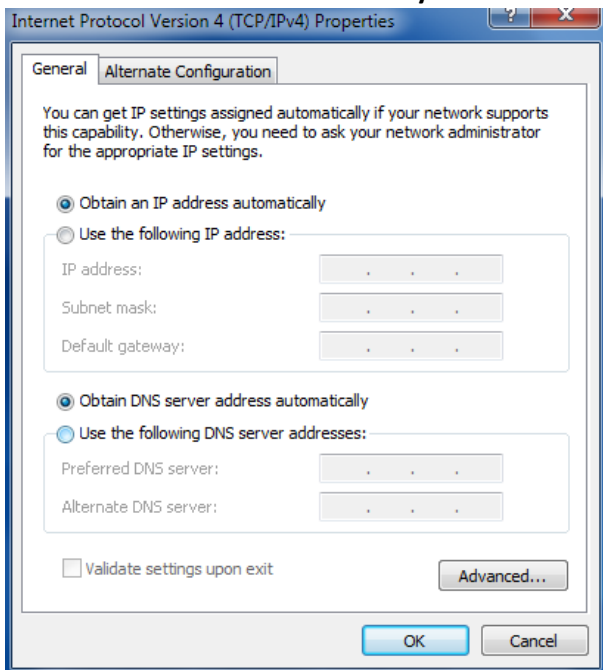 Internet Protocol Version 4 (TCP/IPv4) Properties
? X
General Alternate Configuration
You can get IP settings assigned automatically if your network supports
this capability. Otherwise, you need to ask your network administrator
for the appropriate IP settings.
Obtain an IP address automatically
Use the following IP address:
IP address: . . .
Subnet mask: . . .
Default gateway: . . .
Obtain DNS server address automatically
Use the following DNS server addresses:
Preferred DNS server: . . .
Alternate DNS server: . . .
Validate settings upon exit
Advanced...
OK Cancel